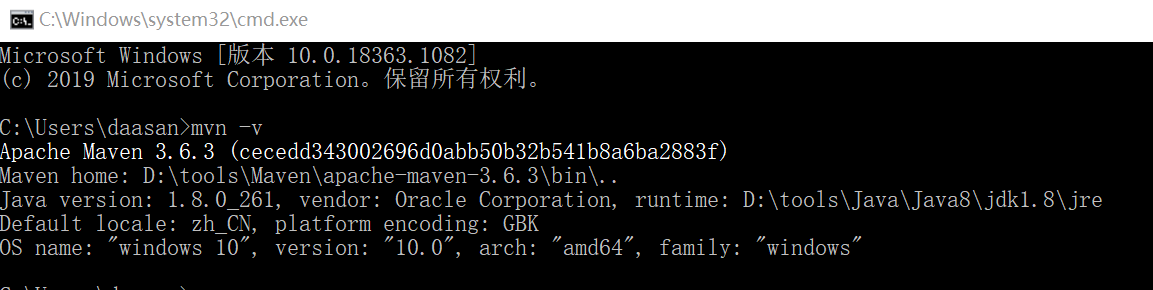 C:\Windows\system32\cmd.exe
Microsoft Windows [版本 10.0.18363.1082]
(c) 2019 Microsoft Corporation。保留所有权利。
C:\Users\daasan>mvn -v
Apache Maven 3.6.3 (cecedd343002696d0abb50b32b541b8a6ba2883f)
Maven home: D:\tools\Maven\apache-maven-3.6.3\bin\..
Java version: 1.8.0_261, vendor: Oracle Corporation, runtime: D:\tools\Java\Java8\jdk1.8\jre
Default locale: zh_CN, platform encoding: GBK
OS name: "windows 10", version: "10.0", arch: "amd64", family: "windows"